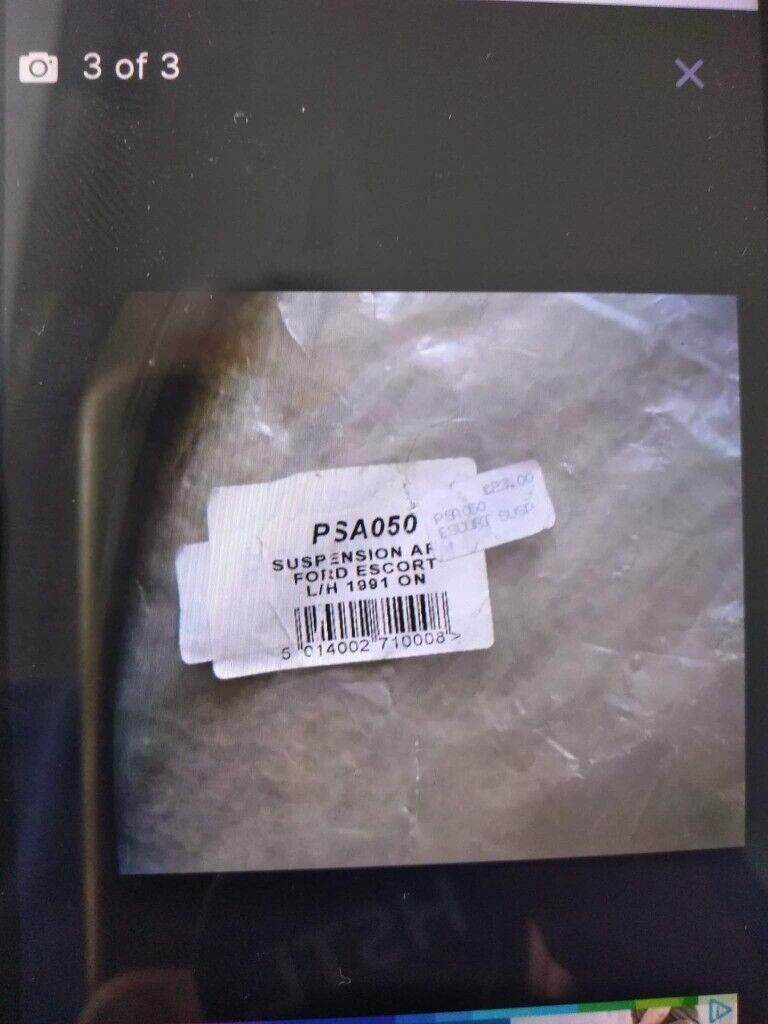 3 of 3
PSA050
SUSPENSION AR
FORD ESCORT
L/H 1991 ON
5 014002 710008 >
£23.00
PSA050
ESCORT SUSP